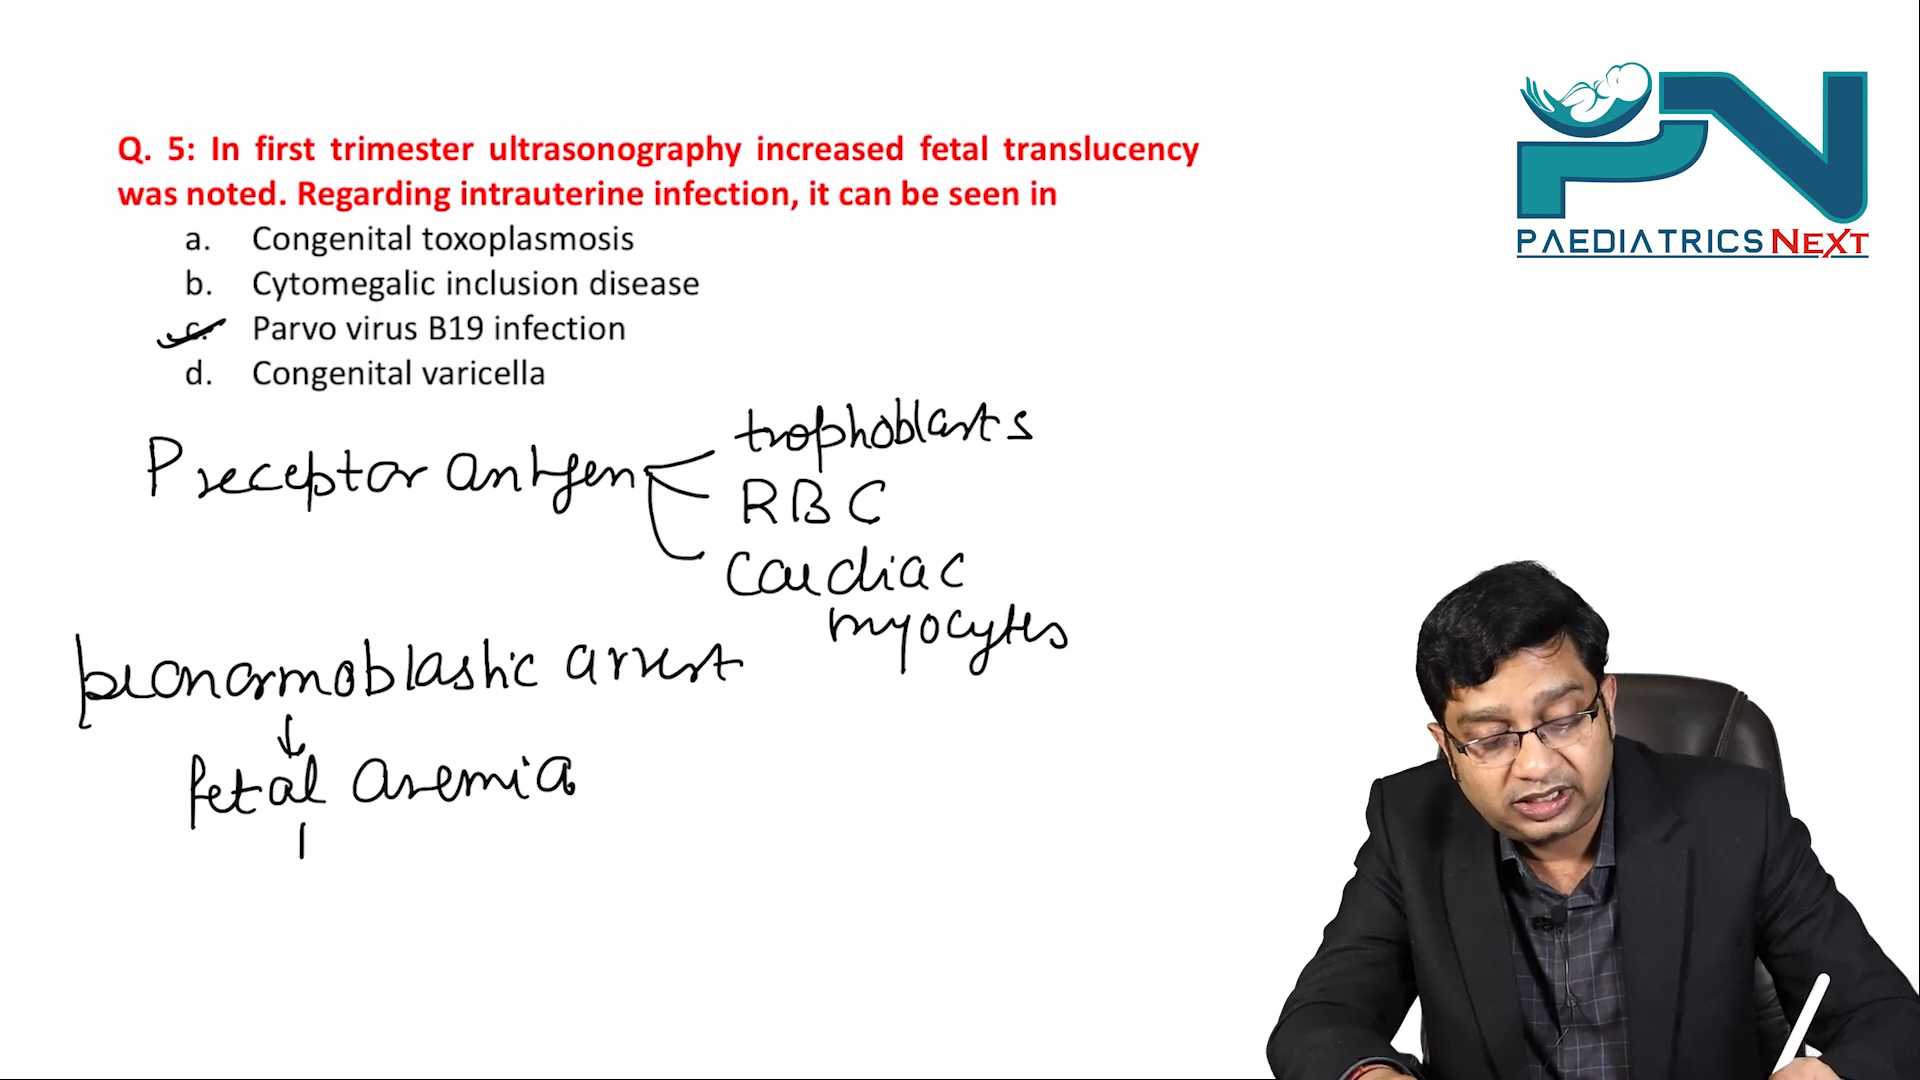 Q. 5: In first trimester ultrasonography increased fetal translucency
was noted. Regarding intrauterine infection, it can be seen in
a. Congenital toxoplasmosis
b. Cytomegalic inclusion disease
c. Parvo virus B19 infection
d. Congenital varicella
P receptor antigen
trophoblasts
RBC
Cardiac
myocytes
pronormoblastic arrest
↓
fetal anemia
PN
PAEDIATRICS NEXT